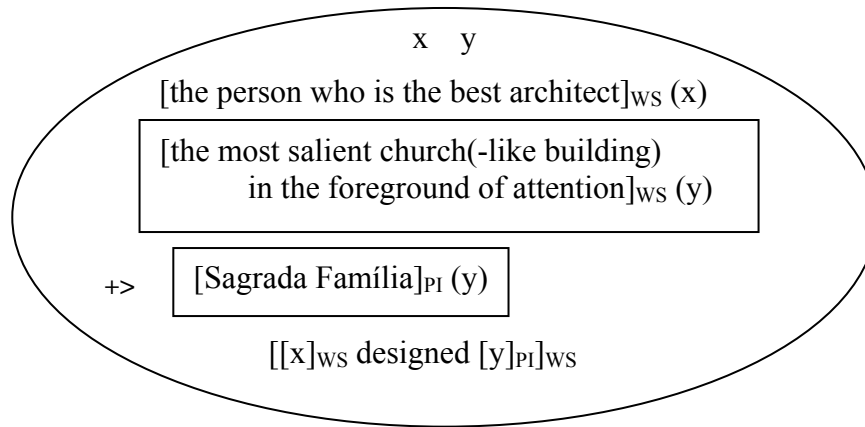 x y
[the person who is the best architect]WS (x)
[the most salient church(-like building)
in the foreground of attention]WS (y)
+> [Sagrada Família]PI (y)
[[x]WS designed [y]PI]WS